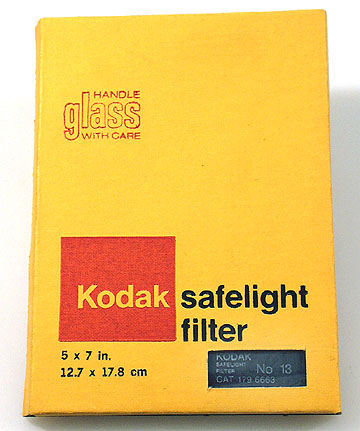 HANDLE
glass
WITH CARE
Kodak safelight
filter
5 x 7 in.
12.7 x 17.8 cm
KODAK
SAFELIGHT
FILTER No 13
CAT 179 6663